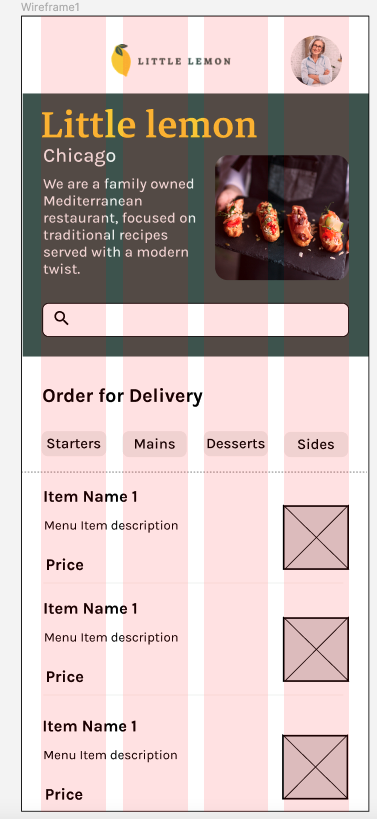 Wireframe1
LITTLE LEMON
Little lemon
Chicago
We are a family owned
Mediterranean
restaurant, focused on
traditional recipes
served with a modern
twist.
Order for Delivery
Starters Mains Desserts Sides
Item Name 1
Menu Item description
Price
Item Name 1
Menu Item description
Price
Item Name 1
Menu Item description
Price